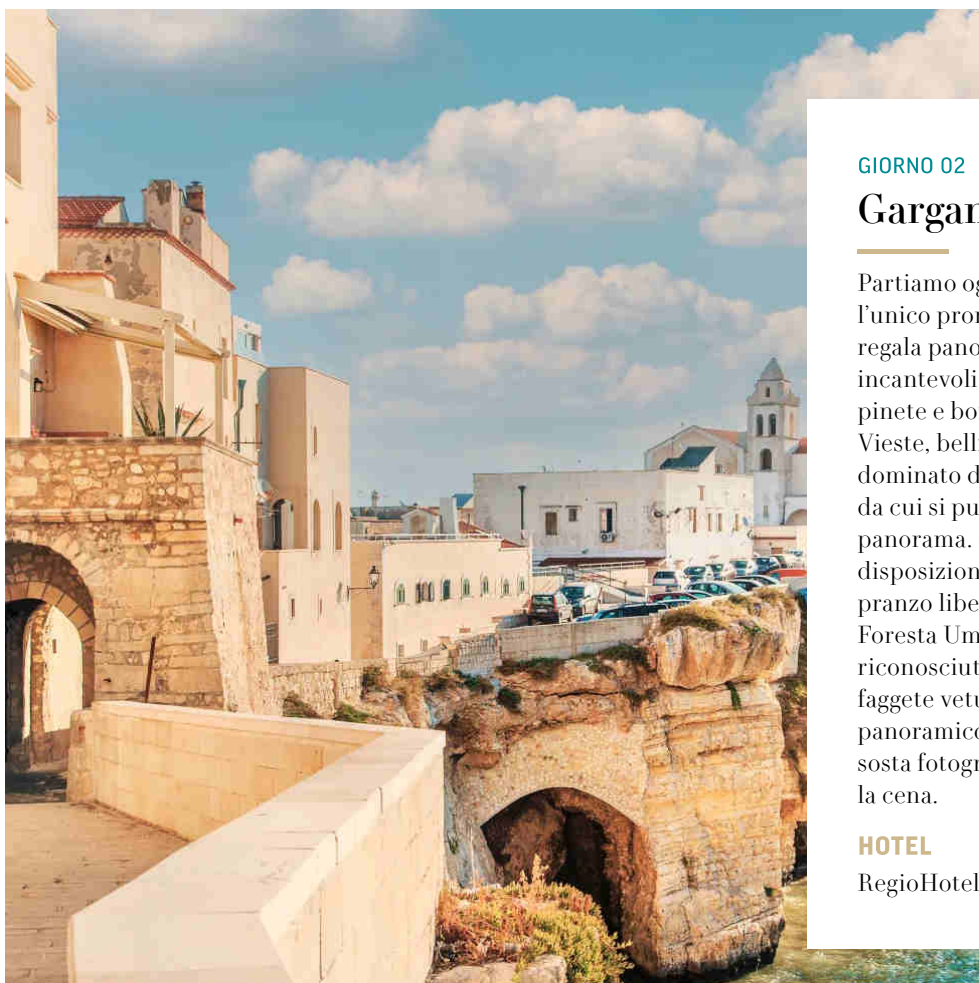 GIORNO 02
Gargan
Partiamo og
l’unico pron
regala pano
incantevoli
pinete e bo
Vieste, bell
dominato d
da cui si pu
panorama.
disposizion
pranzo libe
Foresta Um
riconosciut
faggete vetu
panoramico
sosta fotogr
la cena.
HOTEL
RegioHotel